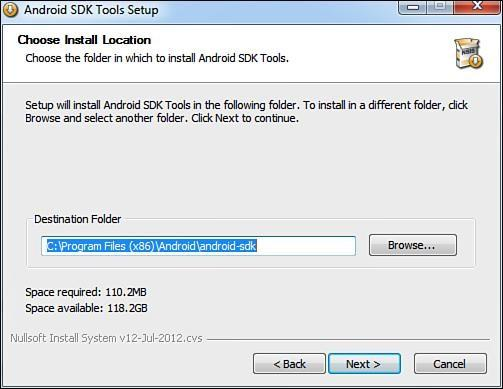 Android SDK Tools Setup
Choose Install Location
Choose the folder in which to install Android SDK Tools.
Setup will install Android SDK Tools in the following folder. To install in a different folder, click
Browse and select another folder. Click Next to continue.
Destination Folder
C:\Program Files (x86)\Android\android-sdk
Browse...
Space required: 110.2MB
Space available: 118.2GB
Nullsoft Install System v12-Jul-2012.cvs
< Back
Next >
Cancel